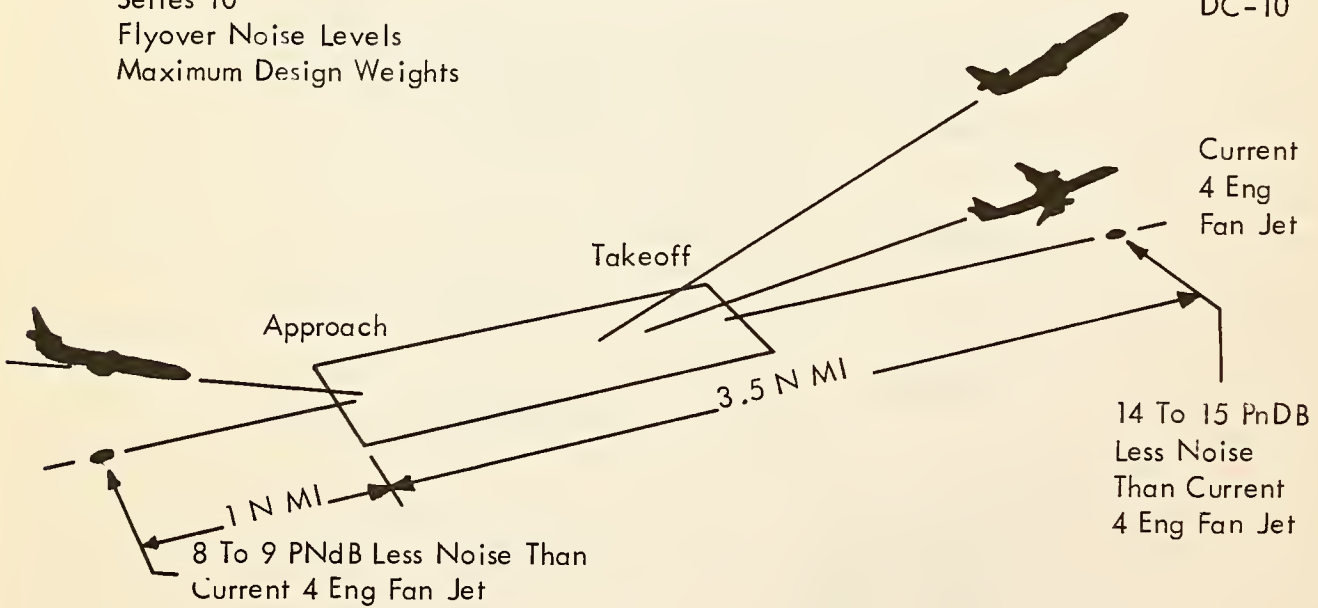 Series 10
Flyover Noise Levels
Maximum Design Weights
DC-10
Current
4 Eng
Fan Jet
Takeoff
Approach
3.5 N MI
14 To 15 PnDB
Less Noise
Than Current
4 Eng Fan Jet
1 N MI
8 To 9 PNdB Less Noise Than
Current 4 Eng Fan Jet